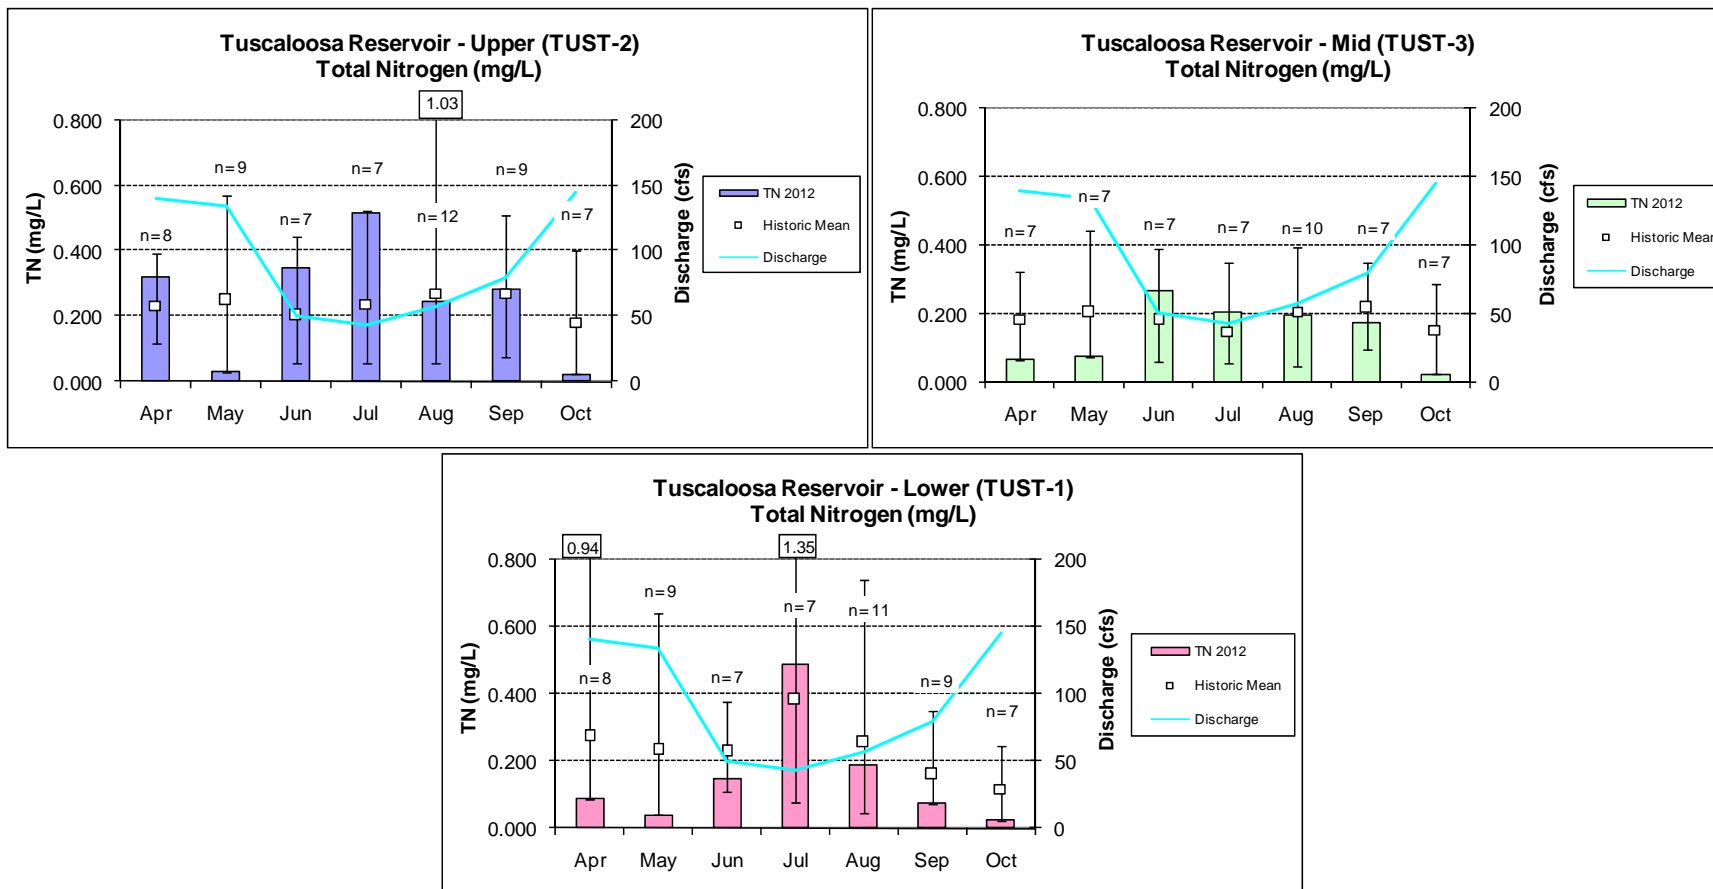 Tuscaloosa Reservoir - Upper (TUST-2)
Total Nitrogen (mg/L)
1.03
TN (mg/L)
0.800
0.600
0.400
0.200
0.000
n=8
n=9
n=7
n=7
n=12
n=9
n=7
200
150
100
50
0
Discharge (cfs)
Apr May Jun Jul Aug Sep Oct
TN 2012
Historic Mean
Discharge
Tuscaloosa Reservoir - Mid (TUST-3)
Total Nitrogen (mg/L)
TN (mg/L)
0.800
0.600
0.400
0.200
0.000
n=7
n=7
n=7
n=7
n=10
n=7
n=7
200
150
100
50
0
Discharge (cfs)
Apr May Jun Jul Aug Sep Oct
TN 2012
Historic Mean
Discharge
Tuscaloosa Reservoir - Lower (TUST-1)
Total Nitrogen (mg/L)
0.94
1.35
TN (mg/L)
0.800
0.600
0.400
0.200
0.000
n=8
n=9
n=7
n=7
n=11
n=9
n=7
200
150
100
50
0
Discharge (cfs)
Apr May Jun Jul Aug Sep Oct
TN 2012
Historic Mean
Discharge